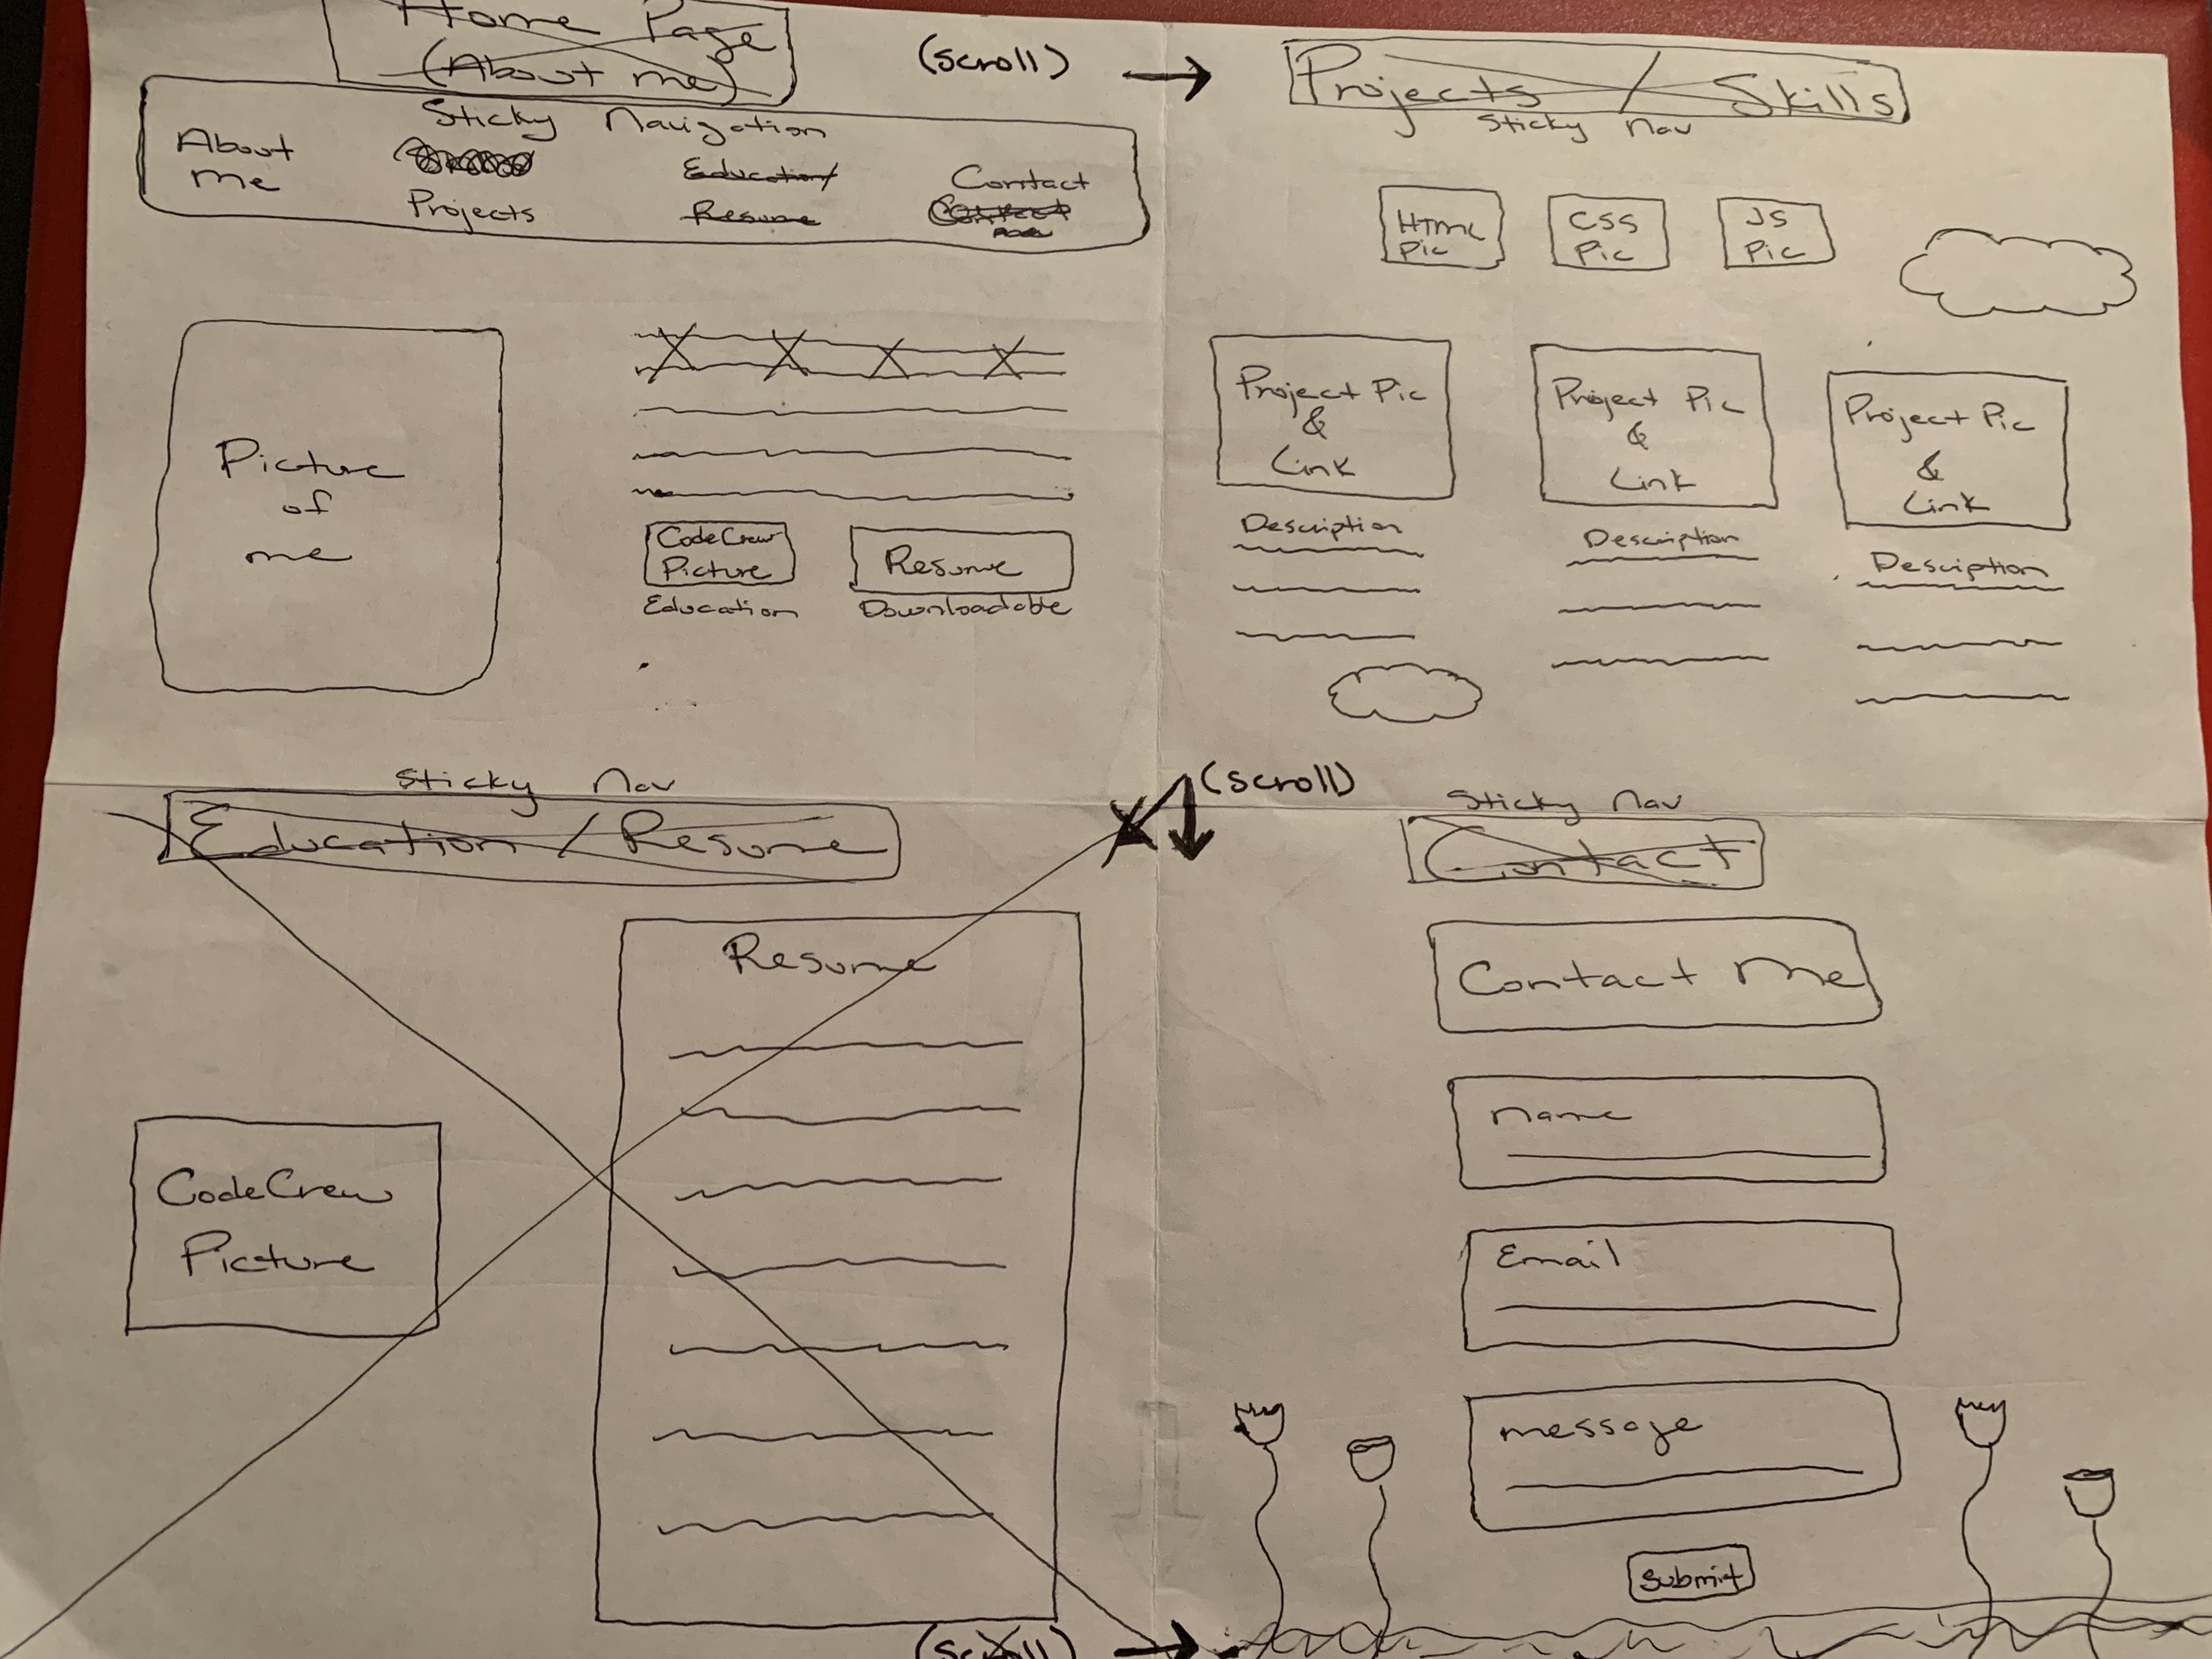 Home Page
(About me)
Sticky Navigation
About
me
Projects
Education/
Resume
Contact
Contact
Picture
of
me
CodeCrew
Picture
Education
Resume
Downloadable
(scroll)
Projects / Skills
Sticky Nav
HTML
Pic
CSS
Pic
JS
Pic
Project Pic
&
Link
Description
Project Pic
&
Link
Description
Project Pic
&
Link
Description
Sticky Nav
Education / Resume
CodeCrew
Picture
Resume
(scroll)
(scroll)
Sticky Nav
Contact
Contact Me
Name
Email
message
Submit